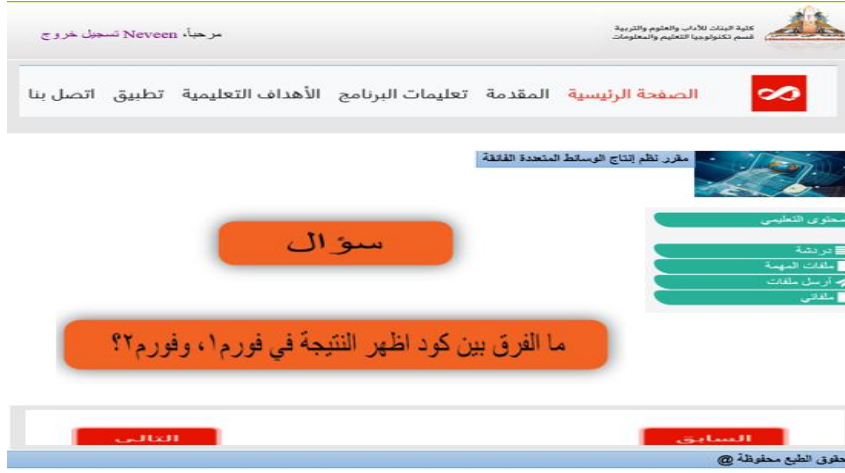 كلية البنات للآداب والعلوم والتربية
قسم تكنولوجيا التعليم والمعلومات
مرحباً، Neveen تسجيل خروج
الصفحة الرئيسية المقدمة تعليمات البرنامج الأهداف التعليمية تطبيق اتصل بنا
مقرر نظم إنتاج الوسائط المتعددة الفائقة
محتوى التعليمي
دردشة
ملفات المهمة
أرسل ملفات
ملفاتي
سؤال
ما الفرق بين كود اظهر النتيجة في فورم١، وفورم٢؟
السابق
التالى
حقوق الطبع محفوظة @